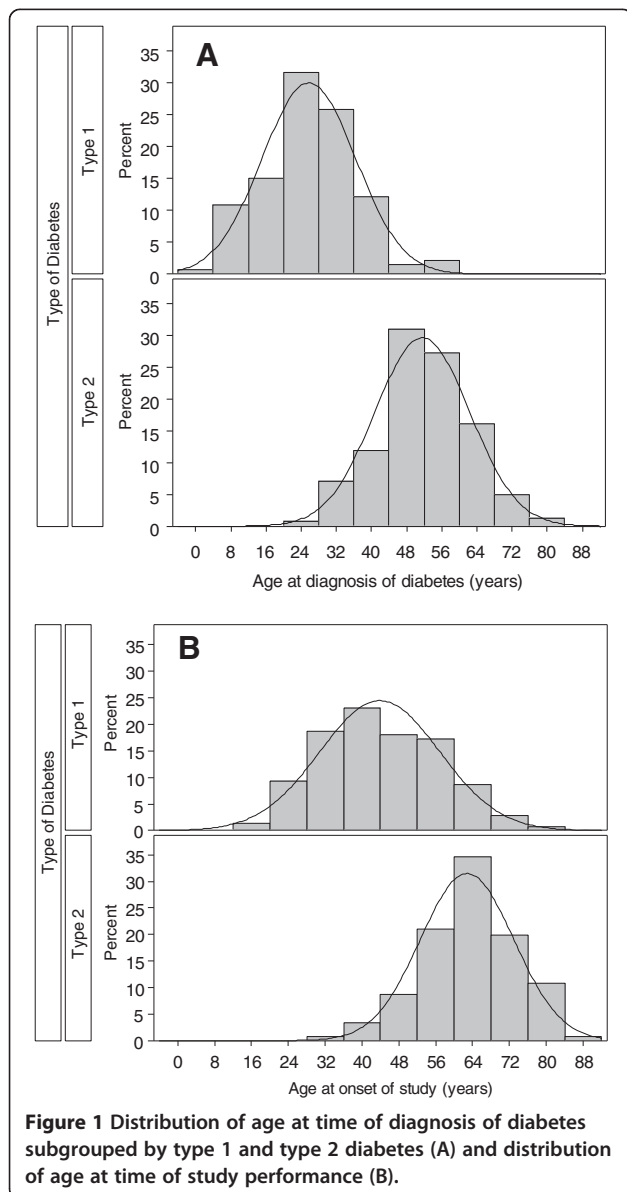 A
Type of Diabetes
Type 1
Percent
35
30
25
20
15
10
5
0
Type 2
Percent
35
30
25
20
15
10
5
0
0 8 16 24 32 40 48 56 64 72 80 88
Age at diagnosis of diabetes (years)
B
Type of Diabetes
Type 1
Percent
35
30
25
20
15
10
5
0
Type 2
Percent
35
30
25
20
15
10
5
0
0 8 16 24 32 40 48 56 64 72 80 88
Age at onset of study (years)
Figure 1 Distribution of age at time of diagnosis of diabetes
subgrouped by type 1 and type 2 diabetes (A) and distribution
of age at time of study performance (B).